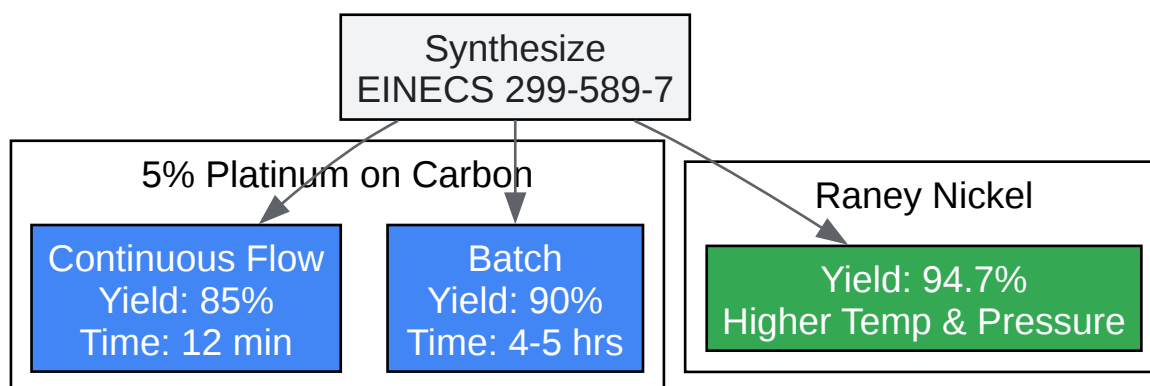 Synthesize
EINECS 299-589-7
5% Platinum on Carbon
Continuous Flow
Yield: 85%
Time: 12 min
Batch
Yield: 90%
Time: 4-5 hrs
Raney Nickel
Yield: 94.7%
Higher Temp & Pressure